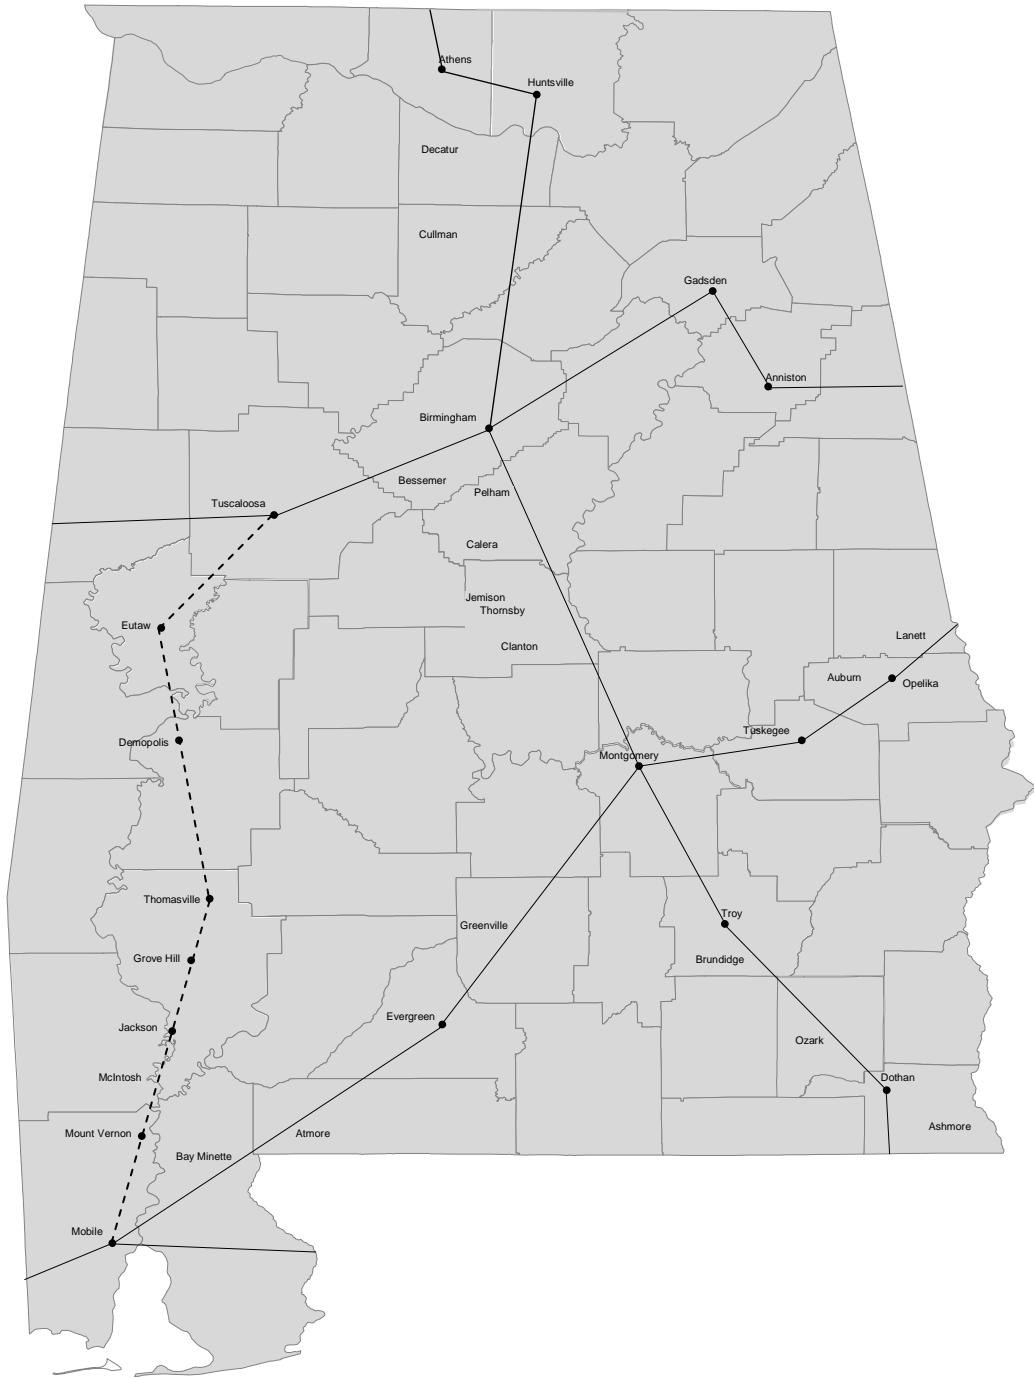 Athens
Huntsville
Decatur
Cullman
Gadsden
Anniston
Birmingham
Bessemer
Pelham
Tuscaloosa
Calera
Jemison
Thornsby
Eutaw
Lanett
Clanton
Auburn
Opelika
Tuskegee
Demopolis
Montgomery
Thomasville
Troy
Greenville
Grove Hill
Brundidge
Evergreen
Jackson
Ozark
McIntosh
Dothan
Ashmore
Mount Vernon
Atmore
Bay Minette
Mobile